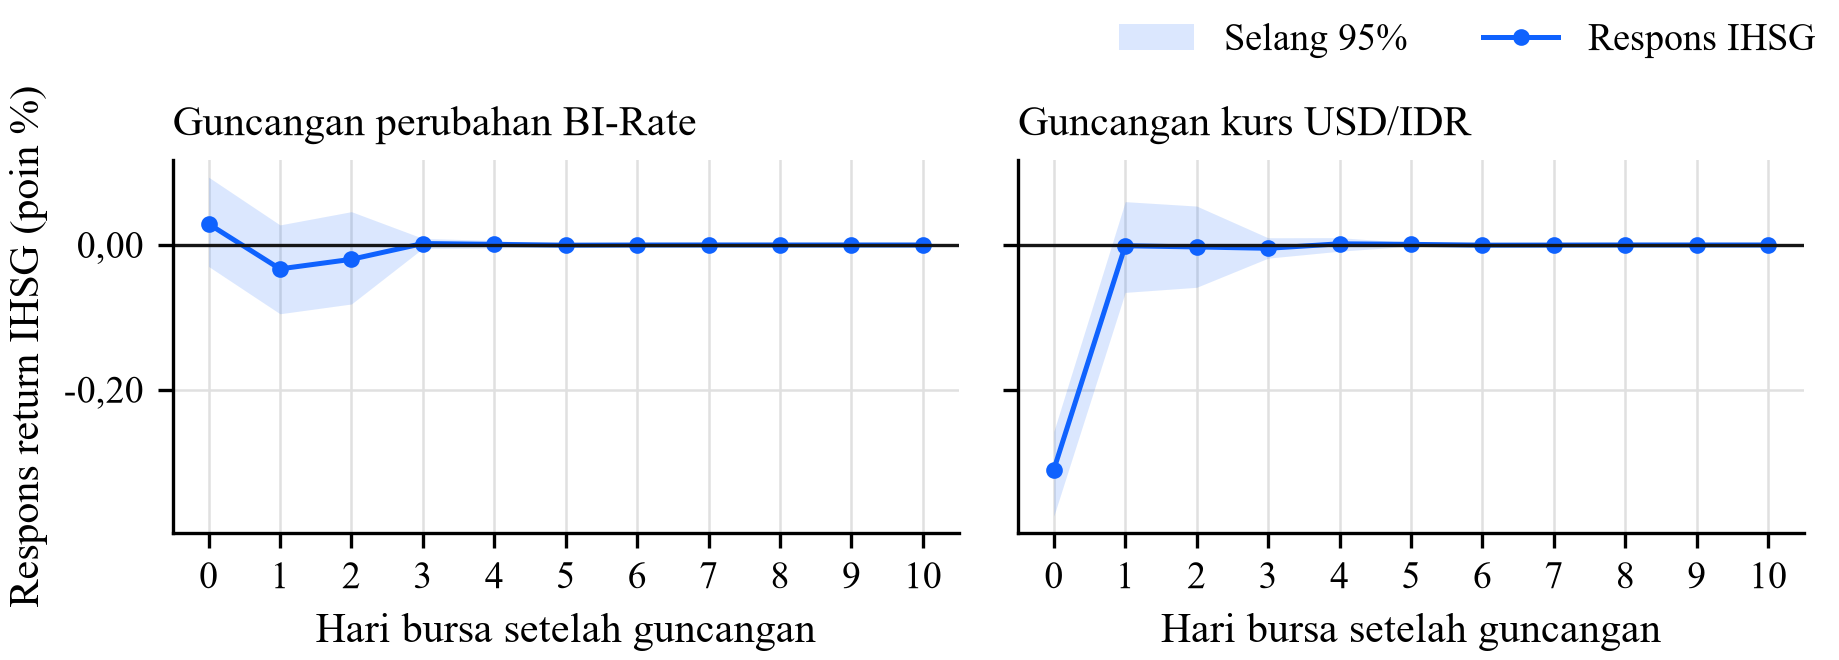 Selang 95%
Respons IHSG
Respons return IHSG (poin %)
Guncangan perubahan BI-Rate
0,00
-0,20
0 1 2 3 4 5 6 7 8 9 10
Hari bursa setelah guncangan
Guncangan kurs USD/IDR
0 1 2 3 4 5 6 7 8 9 10
Hari bursa setelah guncangan